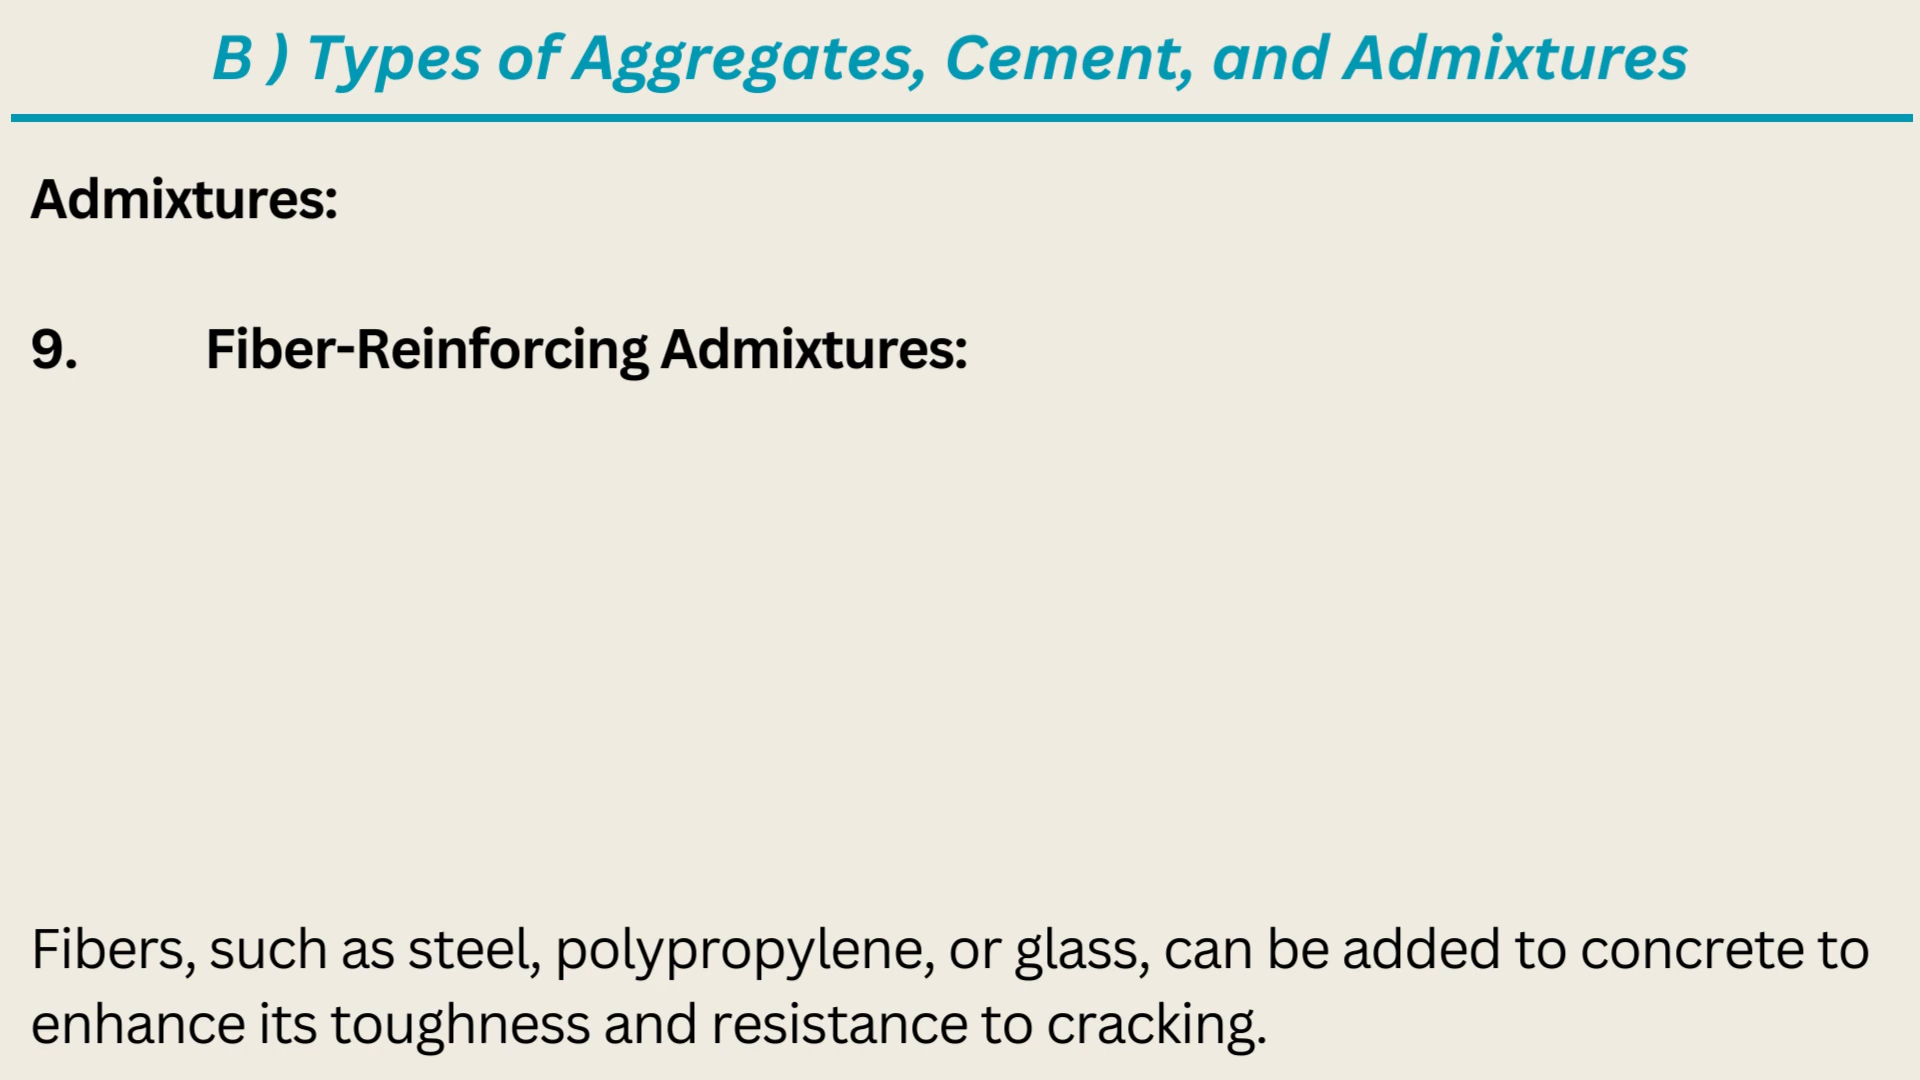 B ) Types of Aggregates, Cement, and Admixtures
Admixtures:
9. Fiber-Reinforcing Admixtures:
Fibers, such as steel, polypropylene, or glass, can be added to concrete to
enhance its toughness and resistance to cracking.